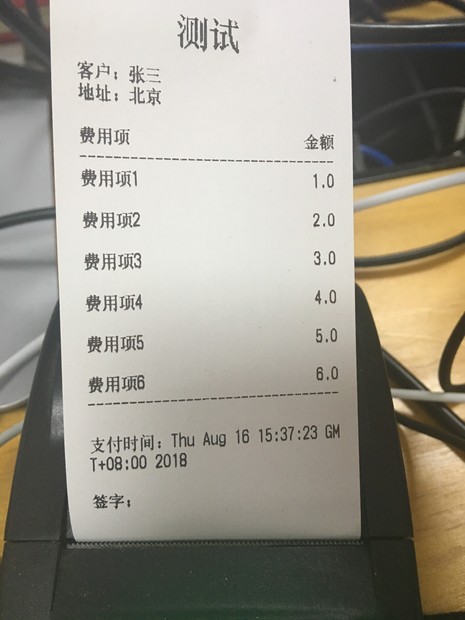 测试
客户：张三
地址：北京
费用项 金额
--------------------------------
费用项1 1.0
费用项2 2.0
费用项3 3.0
费用项4 4.0
费用项5 5.0
费用项6 6.0
--------------------------------
支付时间：Thu Aug 16 15:37:23 GM
T+08:00 2018
签字：